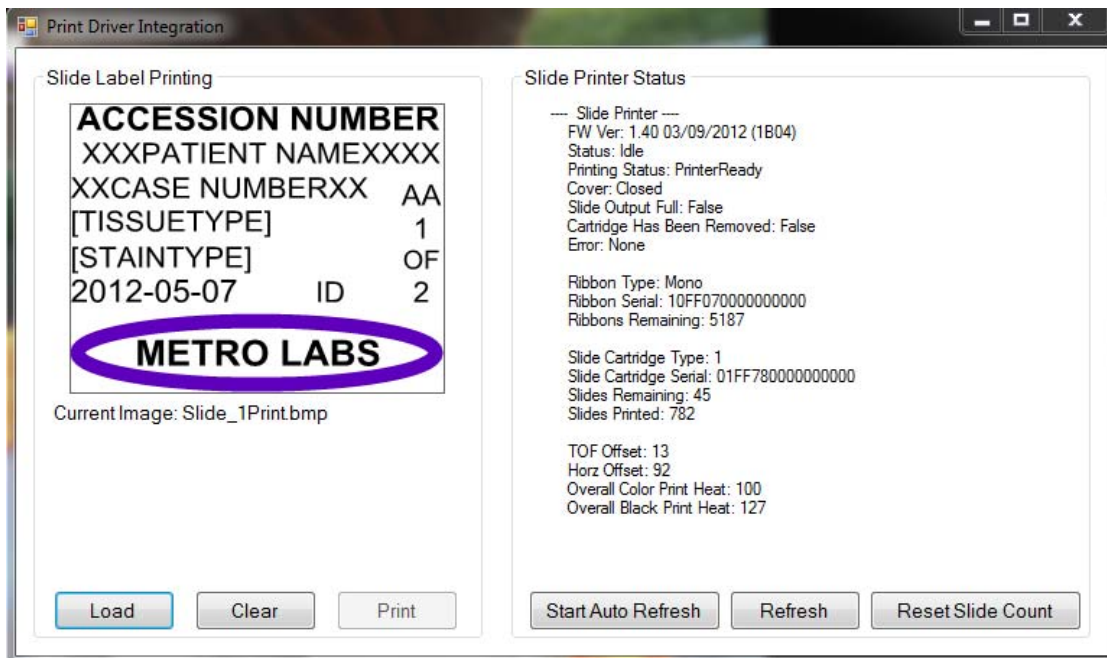 Print Driver Integration
Slide Label Printing
ACCESSION NUMBER
XXXPATIENT NAMEXXXX
XXCASE NUMBERXX AA
[TISSUETYPE] 1
[STAINTYPE] OF
2012-05-07 ID 2
METRO LABS
Current Image: Slide_1Print.bmp
Load Clear Print
Slide Printer Status
---- Slide Printer ----
FW Ver: 1.40 03/09/2012 (1B04)
Status: Idle
Printing Status: PrinterReady
Cover: Closed
Slide Output Full: False
Cartridge Has Been Removed: False
Error: None
Ribbon Type: Mono
Ribbon Serial: 10FF070000000000
Ribbons Remaining: 5187
Slide Cartridge Type: 1
Slide Cartridge Serial: 01FF780000000000
Slides Remaining: 45
Slides Printed: 782
TOF Offset: 13
Horz Offset: 92
Overall Color Print Heat: 100
Overall Black Print Heat: 127
Start Auto Refresh Refresh Reset Slide Count